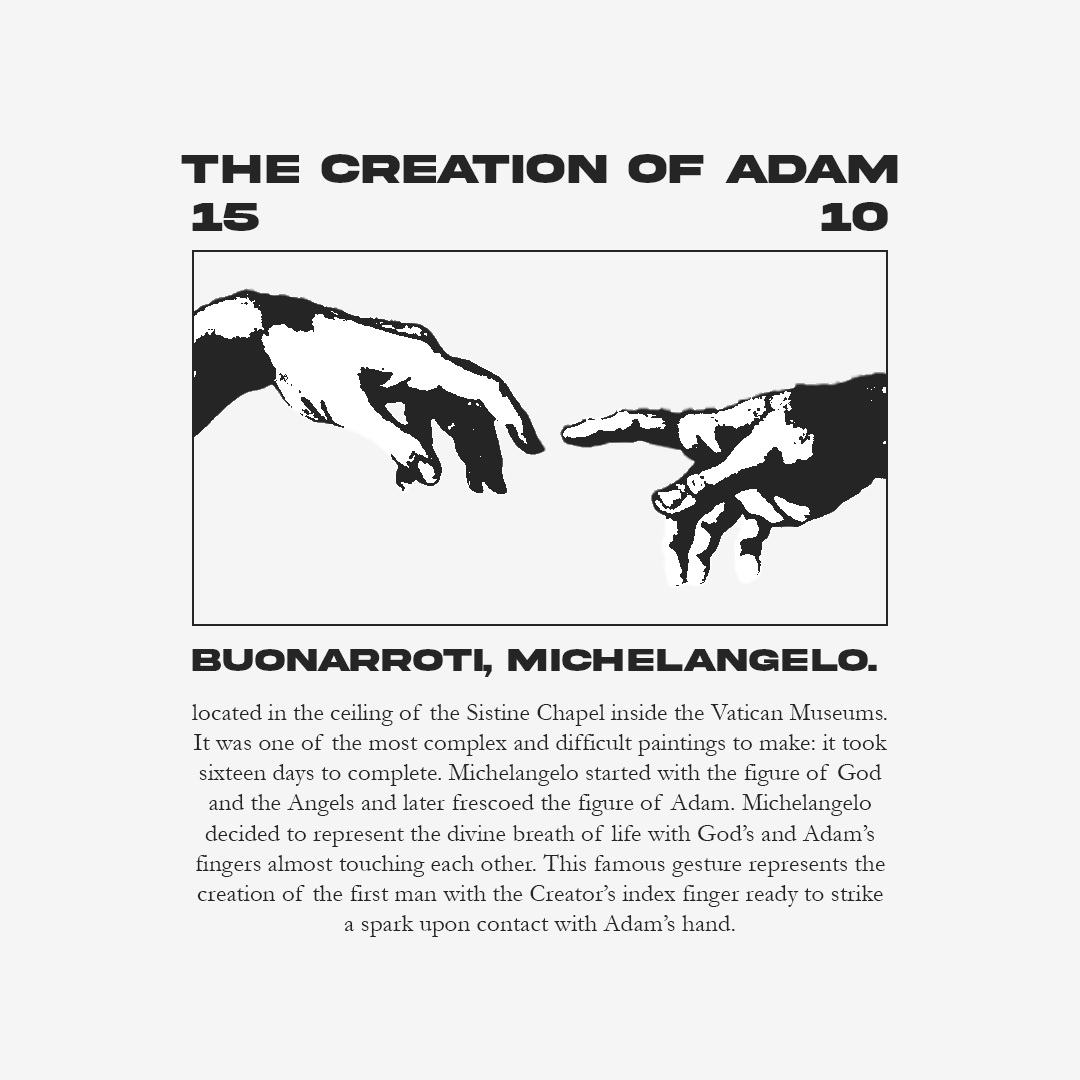 THE CREATION OF ADAM
15 10
BUONARROTI, MICHELANGELO.
located in the ceiling of the Sistine Chapel inside the Vatican Museums.
It was one of the most complex and difficult paintings to make: it took
sixteen days to complete. Michelangelo started with the figure of God
and the Angels and later frescoed the figure of Adam. Michelangelo
decided to represent the divine breath of life with God’s and Adam’s
fingers almost touching each other. This famous gesture represents the
creation of the first man with the Creator’s index finger ready to strike
a spark upon contact with Adam’s hand.